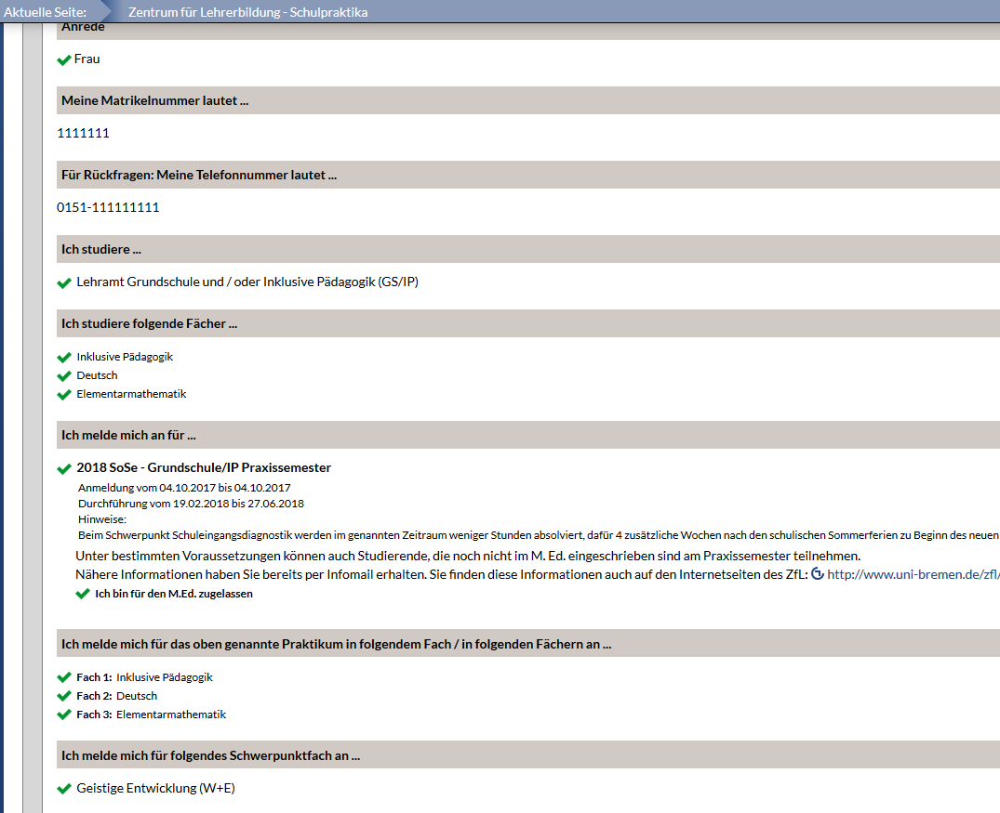 Aktuelle Seite: Zentrum für Lehrerbildung - Schulpraktika
Anrede
Frau
Meine Matrikelnummer lautet ...
1111111
Für Rückfragen: Meine Telefonnummer lautet ...
0151-111111111
Ich studiere ...
Lehramt Grundschule und / oder Inklusive Pädagogik (GS/IP)
Ich studiere folgende Fächer ...
Inklusive Pädagogik
Deutsch
Elementarmathematik
Ich melde mich an für ...
2018 SoSe - Grundschule/IP Praxissemester
Anmeldung vom 04.10.2017 bis 04.10.2017
Durchführung vom 19.02.2018 bis 27.06.2018
Hinweise:
Beim Schwerpunkt Schuleingangsdiagnostik werden im genannten Zeitraum weniger Stunden absolviert, dafür 4 zusätzliche Wochen nach den schulischen Sommerferien zu Beginn des neuen
Unter bestimmten Voraussetzungen können auch Studierende, die noch nicht im M. Ed. eingeschrieben sind am Praxissemester teilnehmen.
Nähere Informationen haben Sie bereits per Infomail erhalten. Sie finden diese Informationen auch auf den Internetseiten des ZfL: http://www.uni-bremen.de/zfl/
Ich bin für den M.Ed. zugelassen
Ich melde mich für das oben genannte Praktikum in folgendem Fach / in folgenden Fächern an ...
Fach 1: Inklusive Pädagogik
Fach 2: Deutsch
Fach 3: Elementarmathematik
Ich melde mich für folgendes Schwerpunktfach an ...
Geistige Entwicklung (W+E)